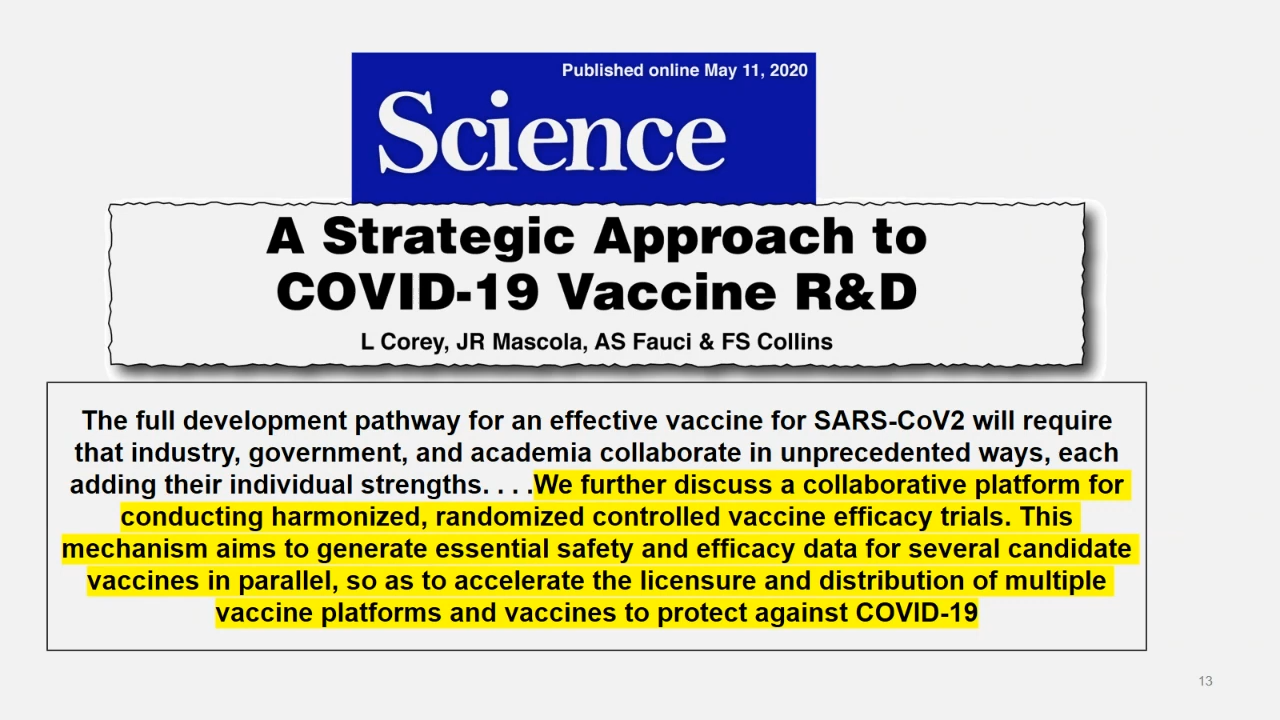 Published online May 11, 2020
Science
A Strategic Approach to
COVID-19 Vaccine R&D
L Corey, JR Mascola, AS Fauci & FS Collins
The full development pathway for an effective vaccine for SARS-CoV2 will require
that industry, government, and academia collaborate in unprecedented ways, each
adding their individual strengths. . . .We further discuss a collaborative platform for
conducting harmonized, randomized controlled vaccine efficacy trials. This
mechanism aims to generate essential safety and efficacy data for several candidate
vaccines in parallel, so as to accelerate the licensure and distribution of multiple
vaccine platforms and vaccines to protect against COVID-19
13